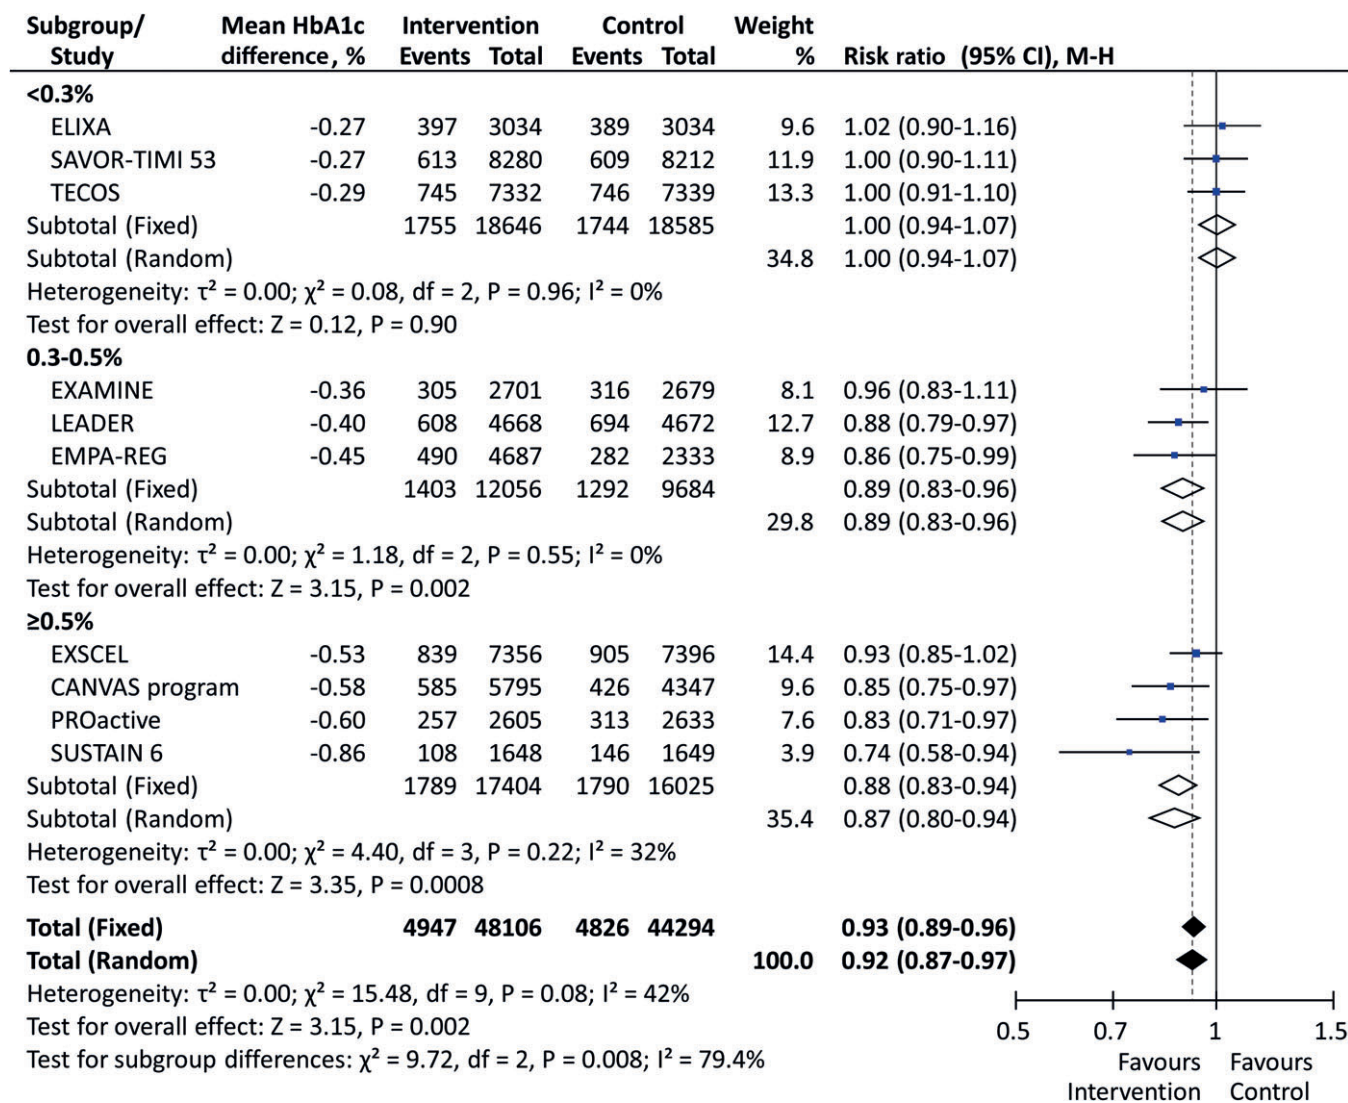 Subgroup/ Mean HbA1c Intervention Control Weight
Study difference, % Events Total Events Total % Risk ratio (95% CI), M-H
<0.3%
ELIXA -0.27 397 3034 389 3034 9.6 1.02 (0.90-1.16)
SAVOR-TIMI 53 -0.27 613 8280 609 8212 11.9 1.00 (0.90-1.11)
TECOS -0.29 745 7332 746 7339 13.3 1.00 (0.91-1.10)
Subtotal (Fixed) 1755 18646 1744 18585 1.00 (0.94-1.07)
Subtotal (Random) 34.8 1.00 (0.94-1.07)
Heterogeneity: τ² = 0.00; χ² = 0.08, df = 2, P = 0.96; I² = 0%
Test for overall effect: Z = 0.12, P = 0.90
0.3-0.5%
EXAMINE -0.36 305 2701 316 2679 8.1 0.96 (0.83-1.11)
LEADER -0.40 608 4668 694 4672 12.7 0.88 (0.79-0.97)
EMPA-REG -0.45 490 4687 282 2333 8.9 0.86 (0.75-0.99)
Subtotal (Fixed) 1403 12056 1292 9684 0.89 (0.83-0.96)
Subtotal (Random) 29.8 0.89 (0.83-0.96)
Heterogeneity: τ² = 0.00; χ² = 1.18, df = 2, P = 0.55; I² = 0%
Test for overall effect: Z = 3.15, P = 0.002
≥0.5%
EXSCEL -0.53 839 7356 905 7396 14.4 0.93 (0.85-1.02)
CANVAS program -0.58 585 5795 426 4347 9.6 0.85 (0.75-0.97)
PROactive -0.60 257 2605 313 2633 7.6 0.83 (0.71-0.97)
SUSTAIN 6 -0.86 108 1648 146 1649 3.9 0.74 (0.58-0.94)
Subtotal (Fixed) 1789 17404 1790 16025 0.88 (0.83-0.94)
Subtotal (Random) 35.4 0.87 (0.80-0.94)
Heterogeneity: τ² = 0.00; χ² = 4.40, df = 3, P = 0.22; I² = 32%
Test for overall effect: Z = 3.35, P = 0.0008
Total (Fixed) 4947 48106 4826 44294 0.93 (0.89-0.96)
Total (Random) 100.0 0.92 (0.87-0.97)
Heterogeneity: τ² = 0.00; χ² = 15.48, df = 9, P = 0.08; I² = 42%
Test for overall effect: Z = 3.15, P = 0.002
Test for subgroup differences: χ² = 9.72, df = 2, P = 0.008; I² = 79.4%
0.5 0.7 1 1.5
Favours Favours
Intervention Control